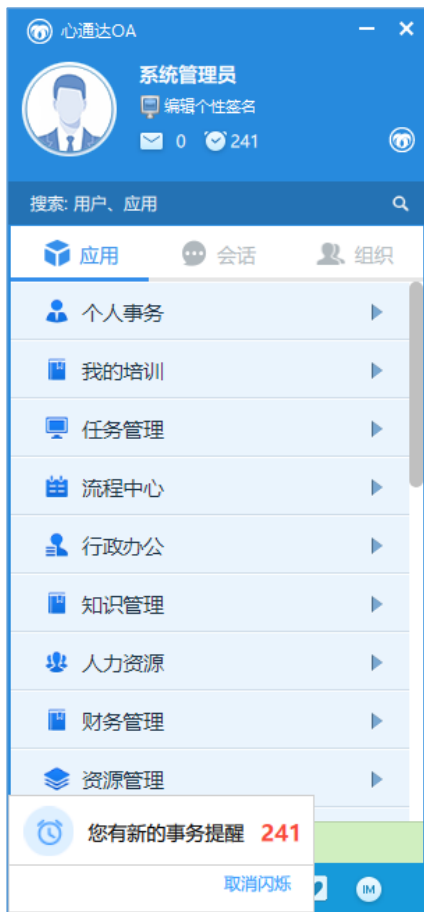 心通达OA
系统管理员
编辑个性签名
0 241
搜索: 用户、应用
应用 会话 组织
个人事务
我的培训
任务管理
流程中心
行政办公
知识管理
人力资源
财务管理
资源管理
您有新的事务提醒 241
取消闪烁
IM